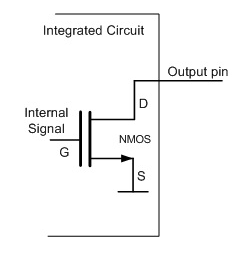 Integrated Circuit
Output pin
D
Internal
Signal
NMOS
G
S